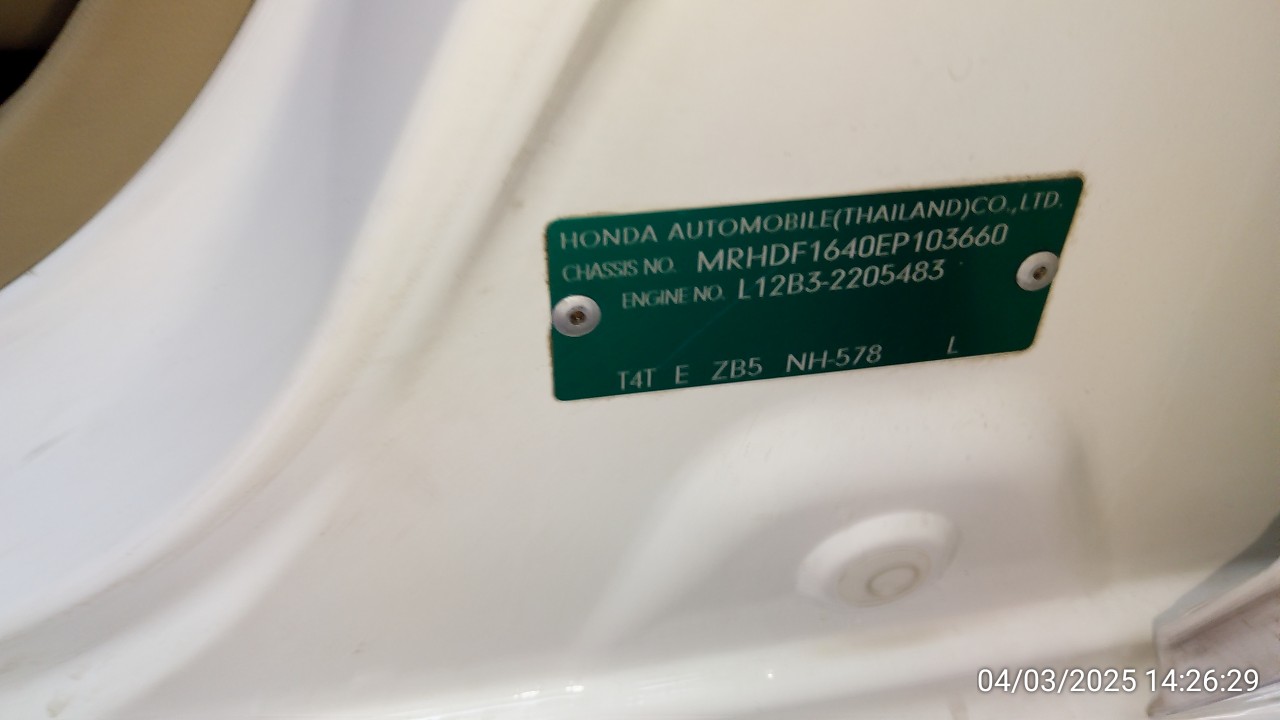 HONDA AUTOMOBILE(THAILAND)CO.,LTD.
CHASSIS NO. MRHDF1640EP103660
ENGINE NO. L12B3-2205483
T4T E ZB5 NH-578 L
04/03/2025 14:26:29